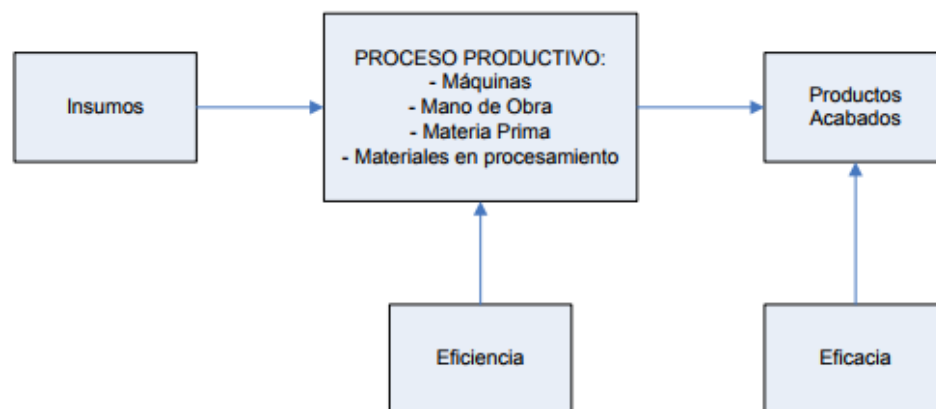 Insumos
PROCESO PRODUCTIVO:
- Máquinas
- Mano de Obra
- Materia Prima
- Materiales en procesamiento
Productos
Acabados
Eficiencia
Eficacia